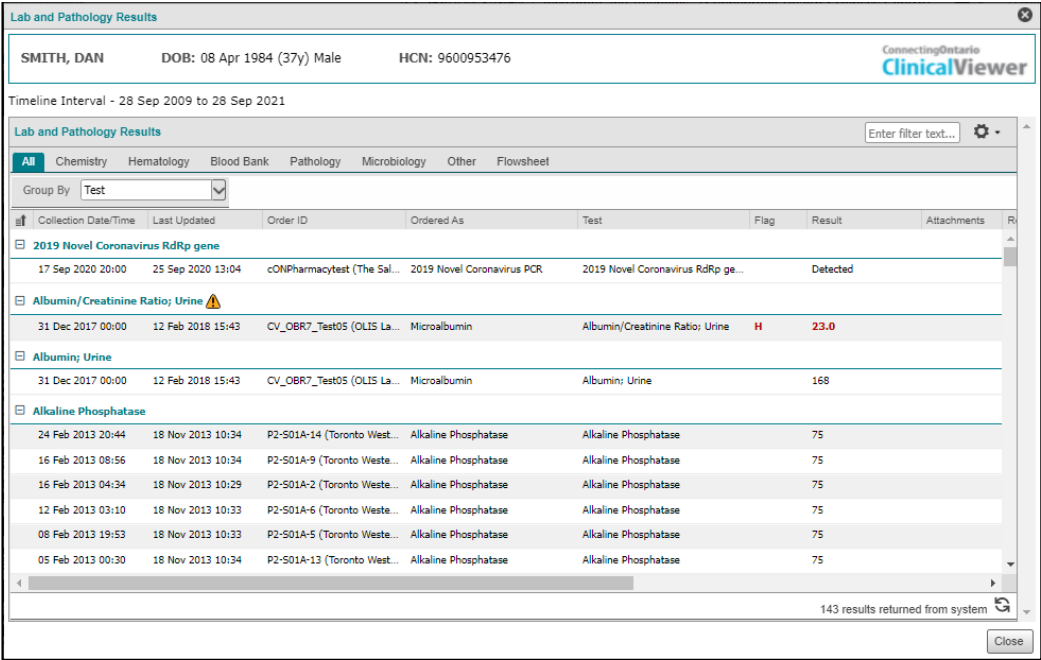 Lab and Pathology Results
SMITH, DAN DOB: 08 Apr 1984 (37y) Male HCN: 9600953476
ConnectingOntario
ClinicalViewer
Timeline Interval - 28 Sep 2009 to 28 Sep 2021
Lab and Pathology Results Enter filter text...
All Chemistry Hematology Blood Bank Pathology Microbiology Other Flowsheet
Group By Test
Collection Date/Time Last Updated Order ID Ordered As Test Flag Result Attachments R
2019 Novel Coronavirus RdRp gene
17 Sep 2020 20:00 25 Sep 2020 13:04 cONPharmacytest (The Sal... 2019 Novel Coronavirus PCR 2019 Novel Coronavirus RdRp ge... Detected
Albumin/Creatinine Ratio; Urine
31 Dec 2017 00:00 12 Feb 2018 15:43 CV_OBR7_Test05 (OLIS La... Microalbumin Albumin/Creatinine Ratio; Urine H 23.0
Albumin; Urine
31 Dec 2017 00:00 12 Feb 2018 15:43 CV_OBR7_Test05 (OLIS La... Microalbumin Albumin; Urine 168
Alkaline Phosphatase
24 Feb 2013 20:44 18 Nov 2013 10:34 P2-S01A-14 (Toronto West... Alkaline Phosphatase Alkaline Phosphatase 75
16 Feb 2013 08:56 18 Nov 2013 10:34 P2-S01A-9 (Toronto Weste... Alkaline Phosphatase Alkaline Phosphatase 75
16 Feb 2013 04:34 18 Nov 2013 10:29 P2-S01A-2 (Toronto Weste... Alkaline Phosphatase Alkaline Phosphatase 75
12 Feb 2013 03:10 18 Nov 2013 10:33 P2-S01A-6 (Toronto Weste... Alkaline Phosphatase Alkaline Phosphatase 75
08 Feb 2013 19:53 18 Nov 2013 10:33 P2-S01A-5 (Toronto Weste... Alkaline Phosphatase Alkaline Phosphatase 75
05 Feb 2013 00:30 18 Nov 2013 10:34 P2-S01A-13 (Toronto West... Alkaline Phosphatase Alkaline Phosphatase 75
143 results returned from system
Close